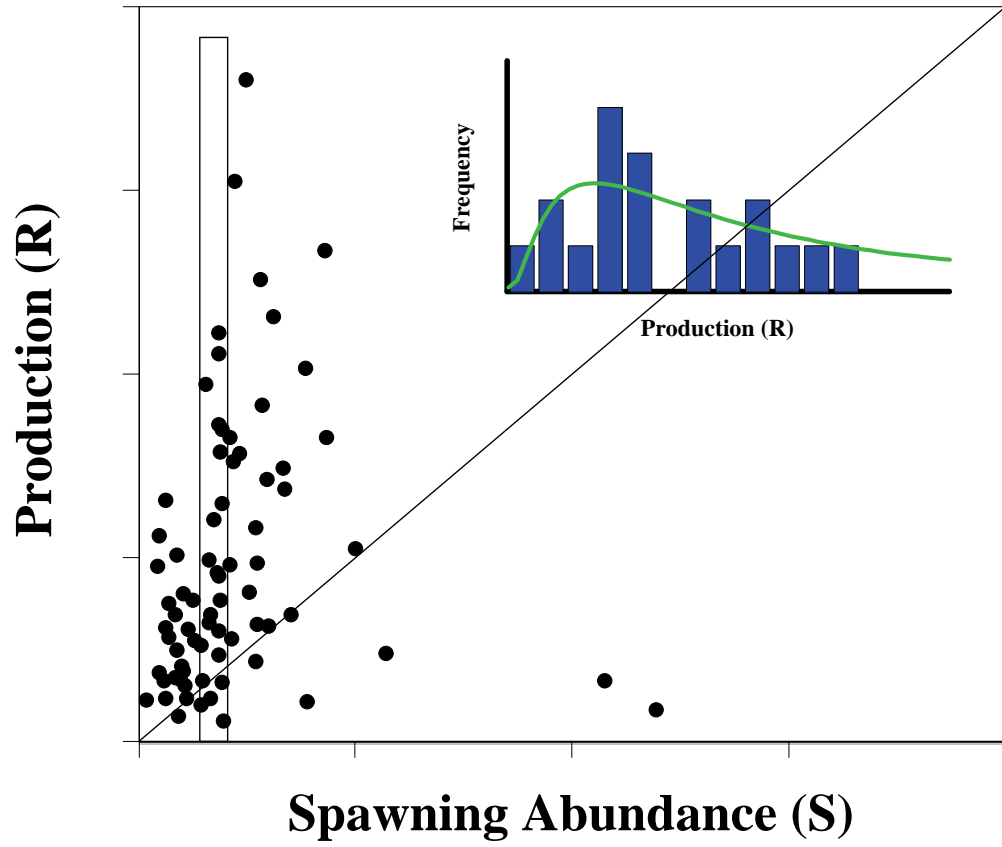 Production (R)
Frequency
Production (R)
Spawning Abundance (S)